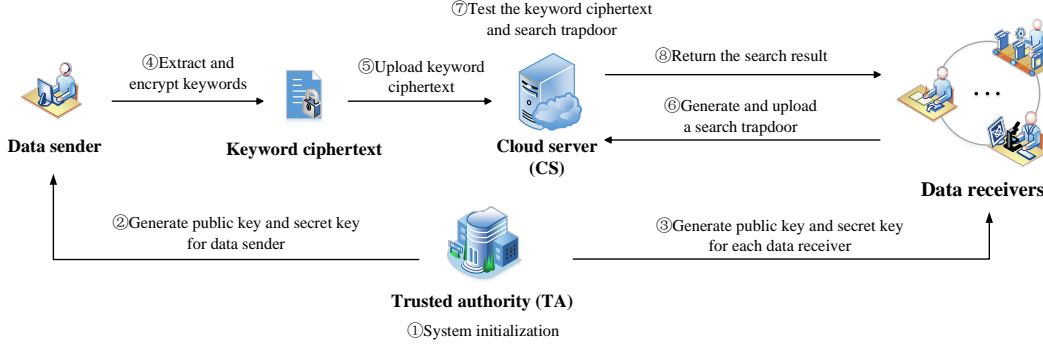 ⑦Test the keyword ciphertext
and search trapdoor
④Extract and
encrypt keywords
⑤Upload keyword
ciphertext
⑧Return the search result
⑥Generate and upload
a search trapdoor
Data sender
Keyword ciphertext
Cloud server
(CS)
Data receivers
②Generate public key and secret key
for data sender
③Generate public key and secret key
for each data receiver
Trusted authority (TA)
①System initialization